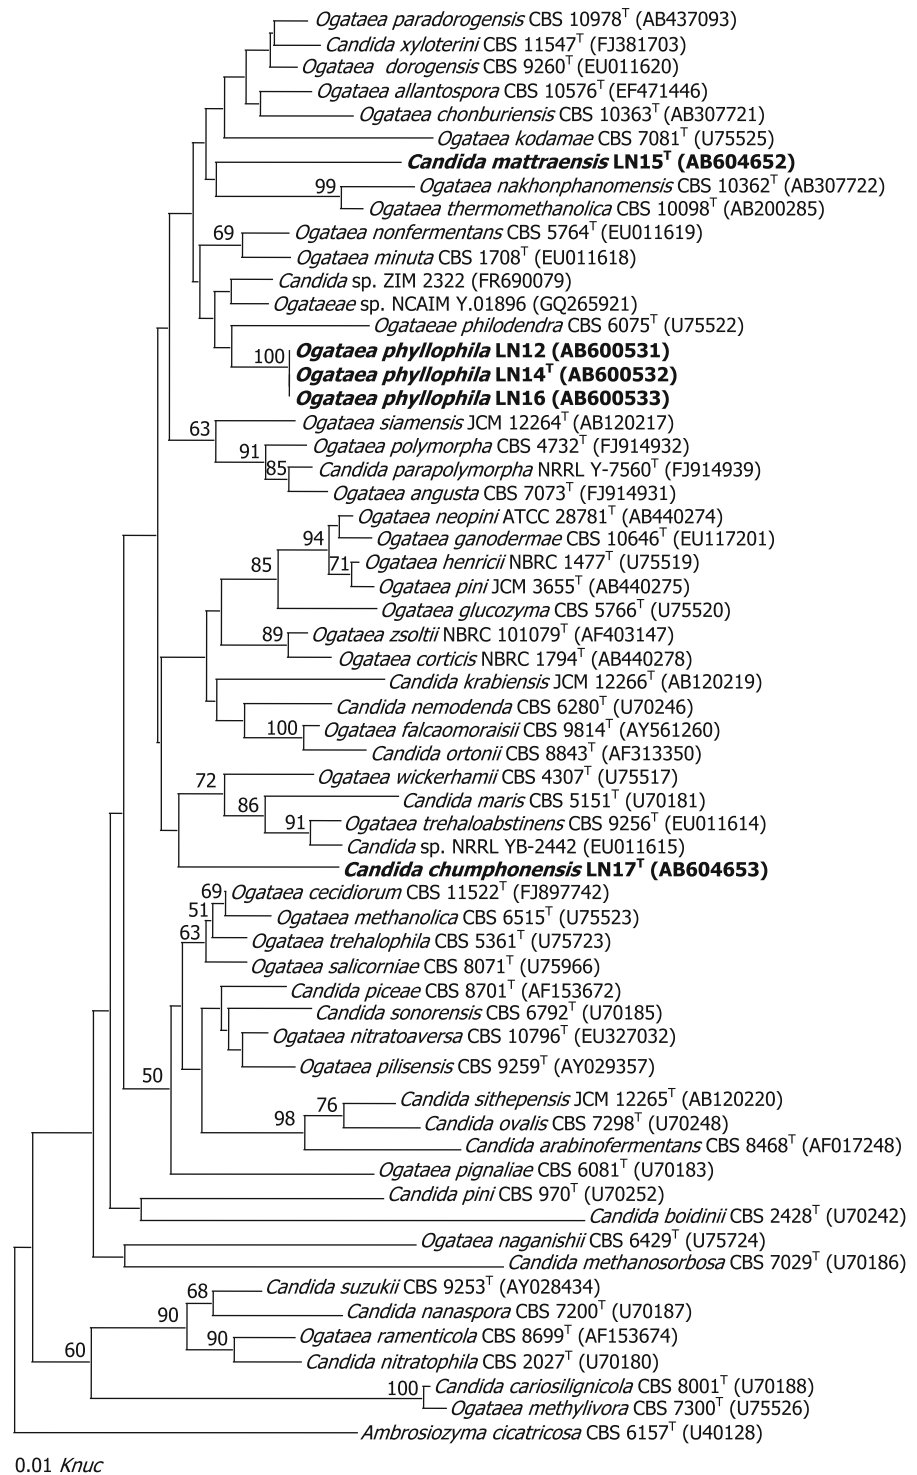 Ogataea paradorogensis CBS 10978T (AB437093)
Candida xyloterini CBS 11547T (FJ381703)
Ogataea dorogensis CBS 9260T (EU011620)
Ogataea allantospora CBS 10576T (EF471446)
Ogataea chonburiensis CBS 10363T (AB307721)
Ogataea kodamae CBS 7081T (U75525)
Candida mattraensis LN15T (AB604652)
99 Ogataea nakhonphanomensis CBS 10362T (AB307722)
Ogataea thermomethanolica CBS 10098T (AB200285)
69 Ogataea nonfermentans CBS 5764T (EU011619)
Ogataea minuta CBS 1708T (EU011618)
Candida sp. ZIM 2322 (FR690079)
Ogataeae sp. NCAIM Y.01896 (GQ265921)
Ogataeae philodendra CBS 6075T (U75522)
100 Ogataea phyllophila LN12 (AB600531)
Ogataea phyllophila LN14T (AB600532)
Ogataea phyllophila LN16 (AB600533)
63 Ogataea siamensis JCM 12264T (AB120217)
91 Ogataea polymorpha CBS 4732T (FJ914932)
85 Candida parapolymorpha NRRL Y-7560T (FJ914939)
Ogataea angusta CBS 7073T (FJ914931)
Ogataea neopini ATCC 28781T (AB440274)
94 Ogataea ganodermae CBS 10646T (EU117201)
85 71 Ogataea henricii NBRC 1477T (U75519)
Ogataea pini JCM 3655T (AB440275)
Ogataea glucozyma CBS 5766T (U75520)
89 Ogataea zsoltii NBRC 101079T (AF403147)
Ogataea corticis NBRC 1794T (AB440278)
Candida krabiensis JCM 12266T (AB120219)
Candida nemodenda CBS 6280T (U70246)
100 Ogataea falcaomoraisii CBS 9814T (AY561260)
Candida ortonii CBS 8843T (AF313350)
72 Ogataea wickerhamii CBS 4307T (U75517)
86 Candida maris CBS 5151T (U70181)
91 Ogataea trehaloabstinens CBS 9256T (EU011614)
Candida sp. NRRL YB-2442 (EU011615)
Candida chumphonensis LN17T (AB604653)
69 Ogataea cecidiorum CBS 11522T (FJ897742)
51 Ogataea methanolica CBS 6515T (U75523)
63 Ogataea trehalophila CBS 5361T (U75723)
Ogataea salicorniae CBS 8071T (U75966)
Candida piceae CBS 8701T (AF153672)
Candida sonorensis CBS 6792T (U70185)
Ogataea nitratoaversa CBS 10796T (EU327032)
Ogataea pilisensis CBS 9259T (AY029357)
50
76 Candida sithepensis JCM 12265T (AB120220)
98 Candida ovalis CBS 7298T (U70248)
Candida arabinofermentans CBS 8468T (AF017248)
Ogataea pignaliae CBS 6081T (U70183)
Candida pini CBS 970T (U70252)
Candida boidinii CBS 2428T (U70242)
Ogataea naganishii CBS 6429T (U75724)
Candida methanosorbosa CBS 7029T (U70186)
68 Candida suzukii CBS 9253T (AY028434)
90 Candida nanaspora CBS 7200T (U70187)
90 Ogataea ramenticola CBS 8699T (AF153674)
60 Candida nitratophila CBS 2027T (U70180)
100 Candida cariosilignicola CBS 8001T (U70188)
Ogataea methylivora CBS 7300T (U75526)
Ambrosiozyma cicatricosa CBS 6157T (U40128)
0.01 Knuc